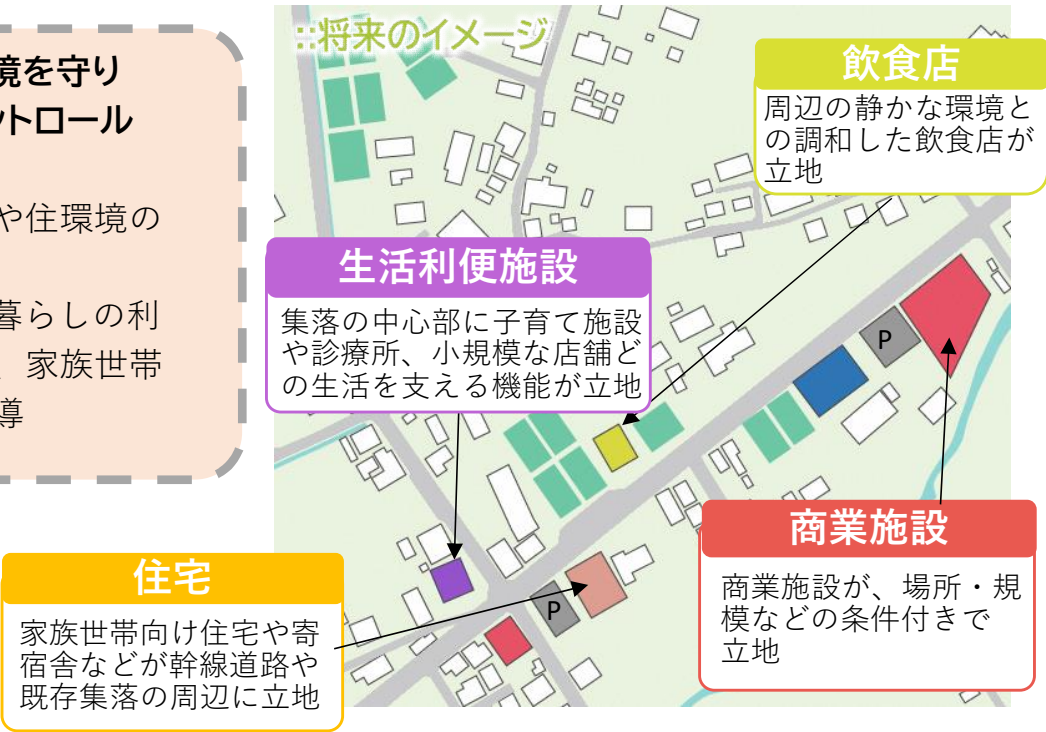 境を守り
ントロール
や住環境の
暮らしの利
、家族世帯
導
::将来のイメージ
飲食店
周辺の静かな環境と
の調和した飲食店が
立地
生活利便施設
集落の中心部に子育て施設
や診療所、小規模な店舗ど
の生活を支える機能が立地
P
商業施設
商業施設が、場所・規
模などの条件付きで
立地
住宅
家族世帯向け住宅や寄
宿舎などが幹線道路や
既存集落の周辺に立地
P